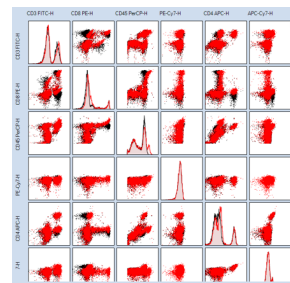 CD3 FITC-H CD8 PE-H CD45 PerCP-H PE-Cy7-H CD4 APC-H APC-Cy7-H
CD3 FITC-H
CD8 PE-H
CD45 PerCP-H
PE-Cy7-H
CD4 APC-H
7-H